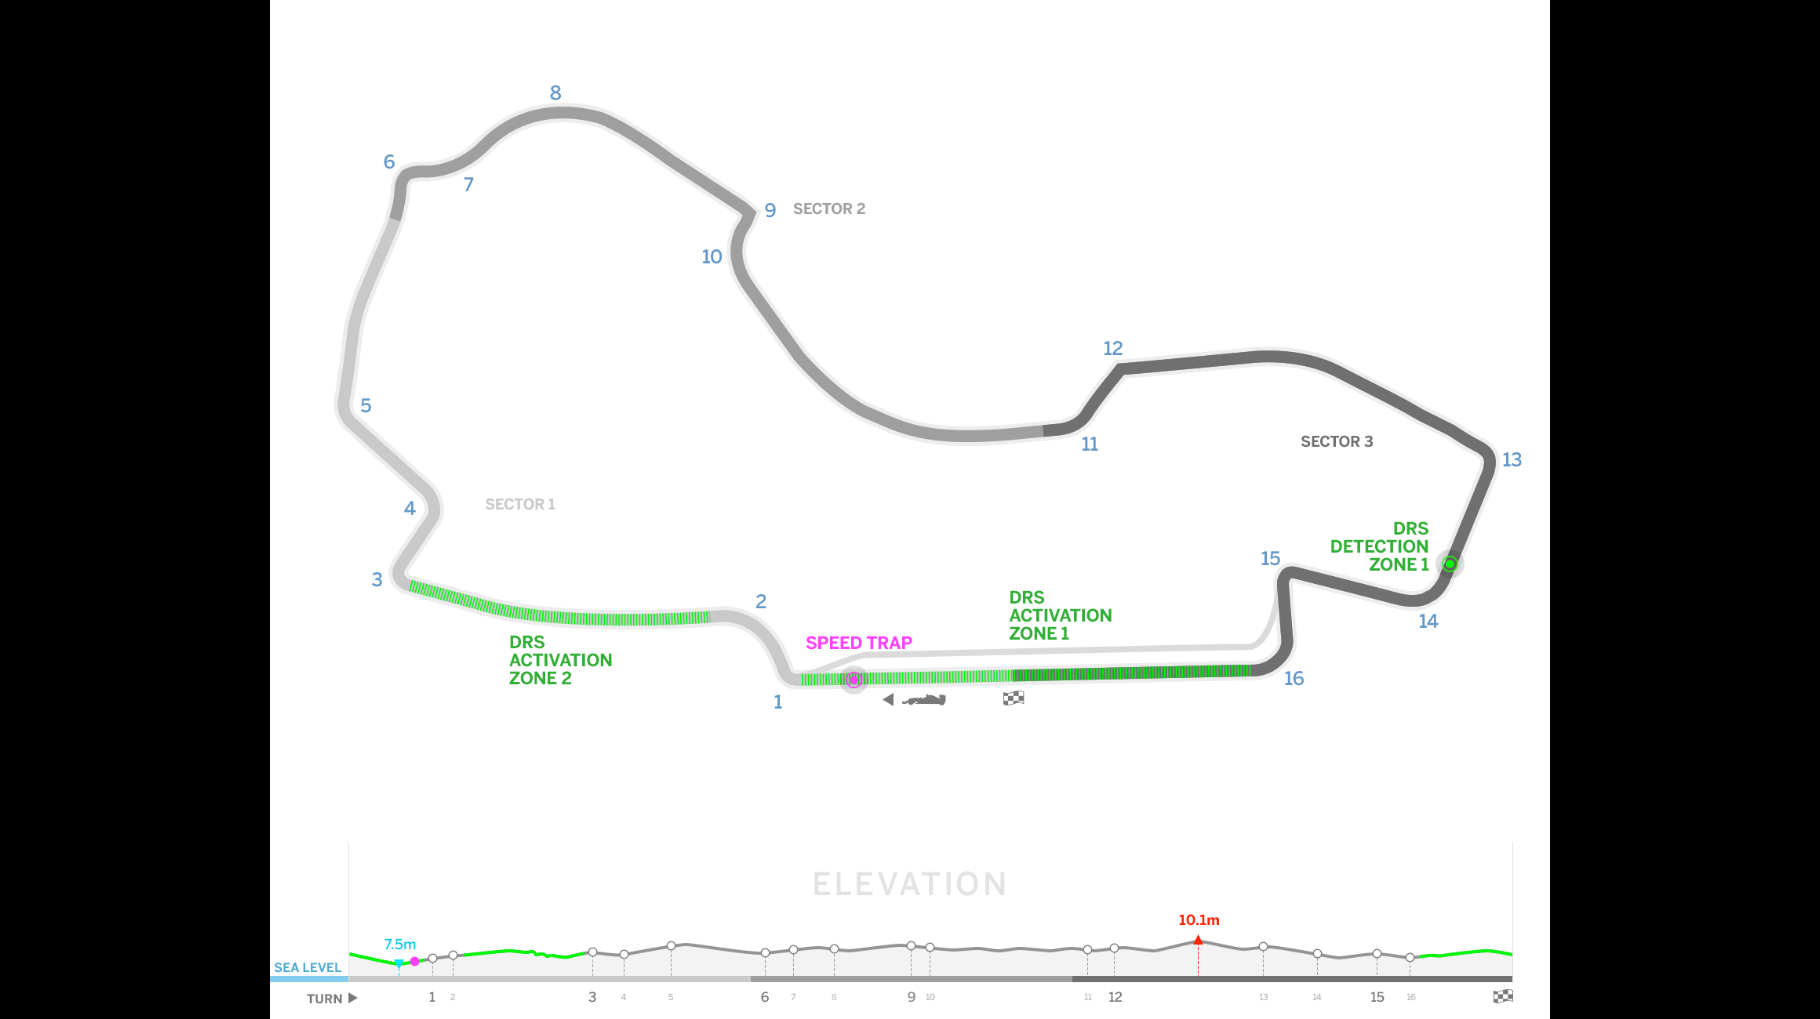 8
6
7
9
SECTOR 2
10
12
5
11
SECTOR 3
13
4
SECTOR 1
DRS
DETECTION
ZONE 1
15
3
2
DRS
ACTIVATION
ZONE 1
14
DRS
ACTIVATION
ZONE 2
SPEED TRAP
16
1
ELEVATION
10.1m
7.5m
SEA LEVEL
TURN 1 2 3 4 5 6 7 8 9 10 11 12 13 14 15 16